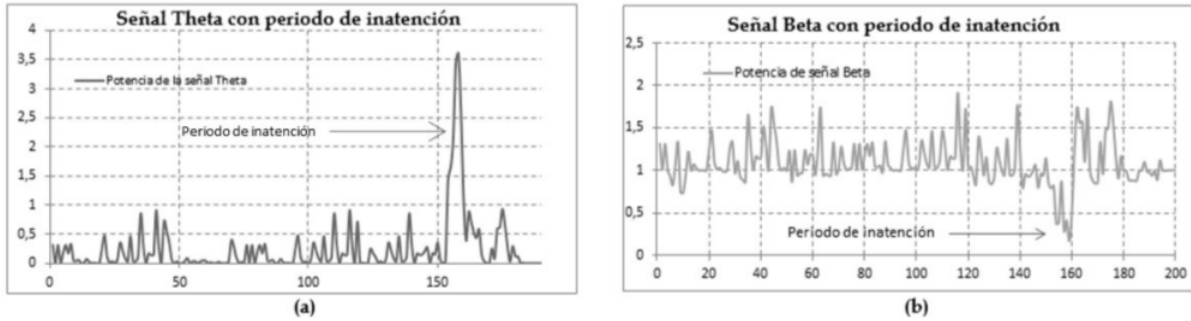 Señal Theta con periodo de inatención
4
3,5
Potencia de la señal Theta
3
2,5
Periodo de inatención
2
1,5
1
0,5
0
0 50 100 150
(a)
Señal Beta con periodo de inatención
2,5
Potencia de señal Beta
2
1,5
1
0,5
Período de inatención
0
0 20 40 60 80 100 120 140 160 180 200
(b)